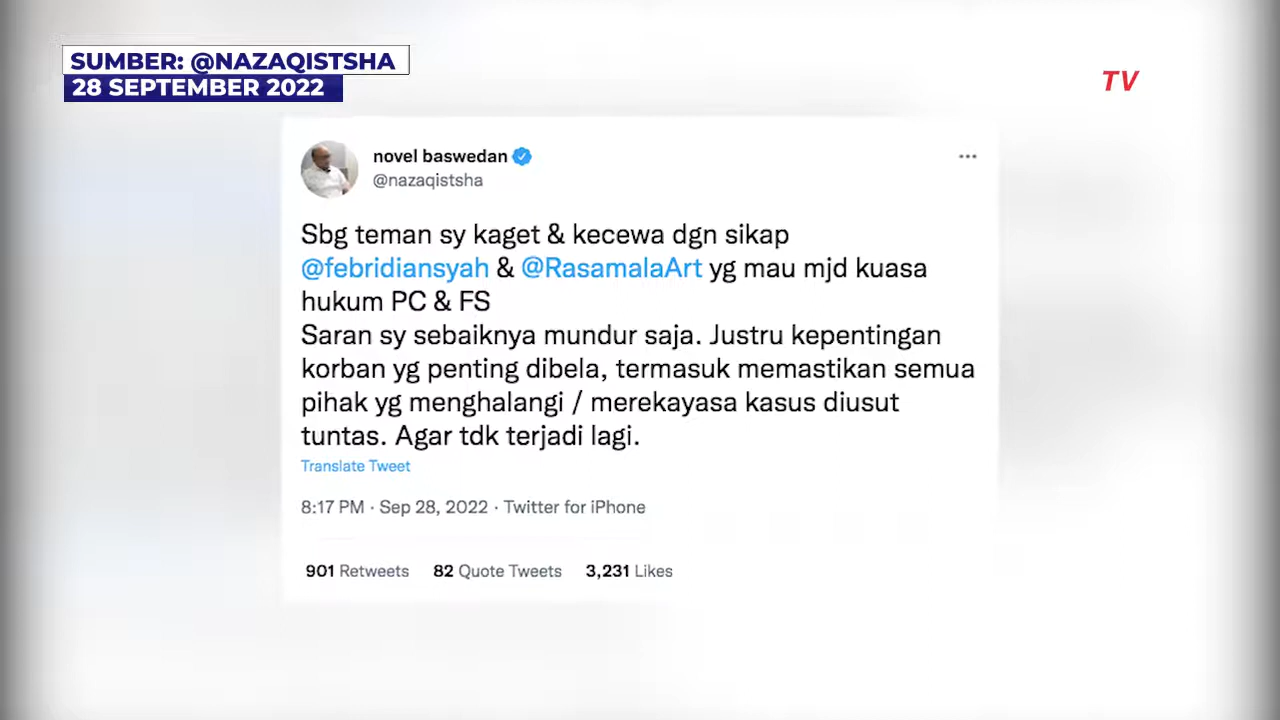 SUMBER: @NAZAQISTSHA
28 SEPTEMBER 2022
TV
novel baswedan
@nazaqistsha
Sbg teman sy kaget & kecewa dgn sikap
@febridiansyah & @RasamalaArt yg mau mjd kuasa
hukum PC & FS
Saran sy sebaiknya mundur saja. Justru kepentingan
korban yg penting dibela, termasuk memastikan semua
pihak yg menghalangi / merekayasa kasus diusut
tuntas. Agar tdk terjadi lagi.
Translate Tweet
8:17 PM · Sep 28, 2022 · Twitter for iPhone
901 Retweets 82 Quote Tweets 3,231 Likes